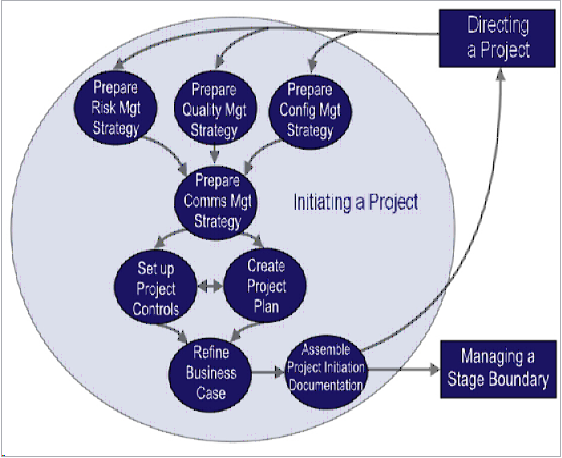 Directing
a Project
Prepare
Risk Mgt
Strategy
Prepare
Quality Mgt
Strategy
Prepare
Config Mgt
Strategy
Prepare
Comms Mgt
Strategy
Initiating a Project
Set up
Project
Controls
Create
Project
Plan
Refine
Business
Case
Assemble
Project Initiation
Documentation
Managing a
Stage Boundary